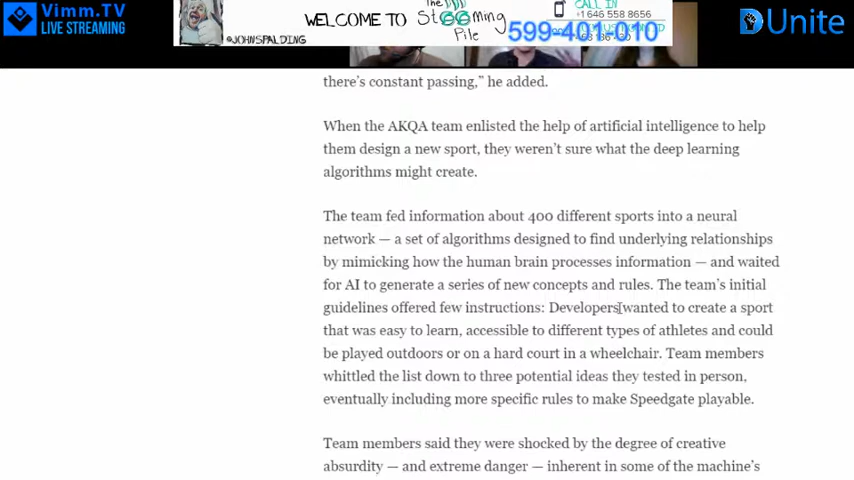 Vimm.TV
LIVE STREAMING
@JOHNSPALDING
WELCOME TO
The
Steeming
Pile
CALL IN
+1 646 558 8656
599-401-010
DUnite
there's constant passing,” he added.
When the AKQA team enlisted the help of artificial intelligence to help
them design a new sport, they weren't sure what the deep learning
algorithms might create.
The team fed information about 400 different sports into a neural
network — a set of algorithms designed to find underlying relationships
by mimicking how the human brain processes information — and waited
for AI to generate a series of new concepts and rules. The team's initial
guidelines offered few instructions: Developers wanted to create a sport
that was easy to learn, accessible to different types of athletes and could
be played outdoors or on a hard court in a wheelchair. Team members
whittled the list down to three potential ideas they tested in person,
eventually including more specific rules to make Speedgate playable.
Team members said they were shocked by the degree of creative
absurdity — and extreme danger — inherent in some of the machine's